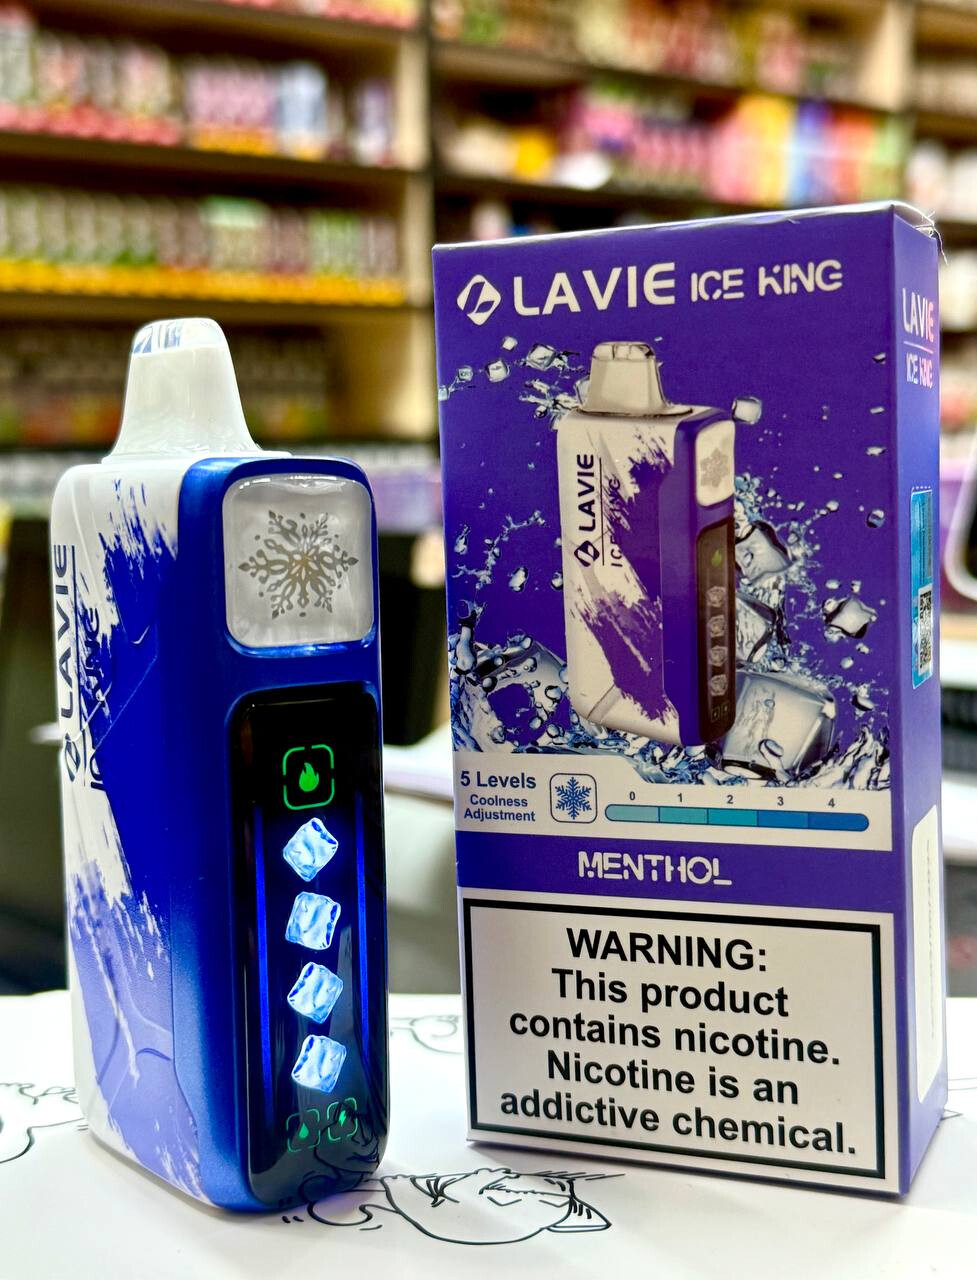 LAVIE ICE KING
LAVIE
ICE KING
LAVIE
LAVIE
ICE KING
5 Levels
Coolness
Adjustment
0 1 2 3 4
MENTHOL
WARNING:
This product
contains nicotine.
Nicotine is an
addictive chemical.